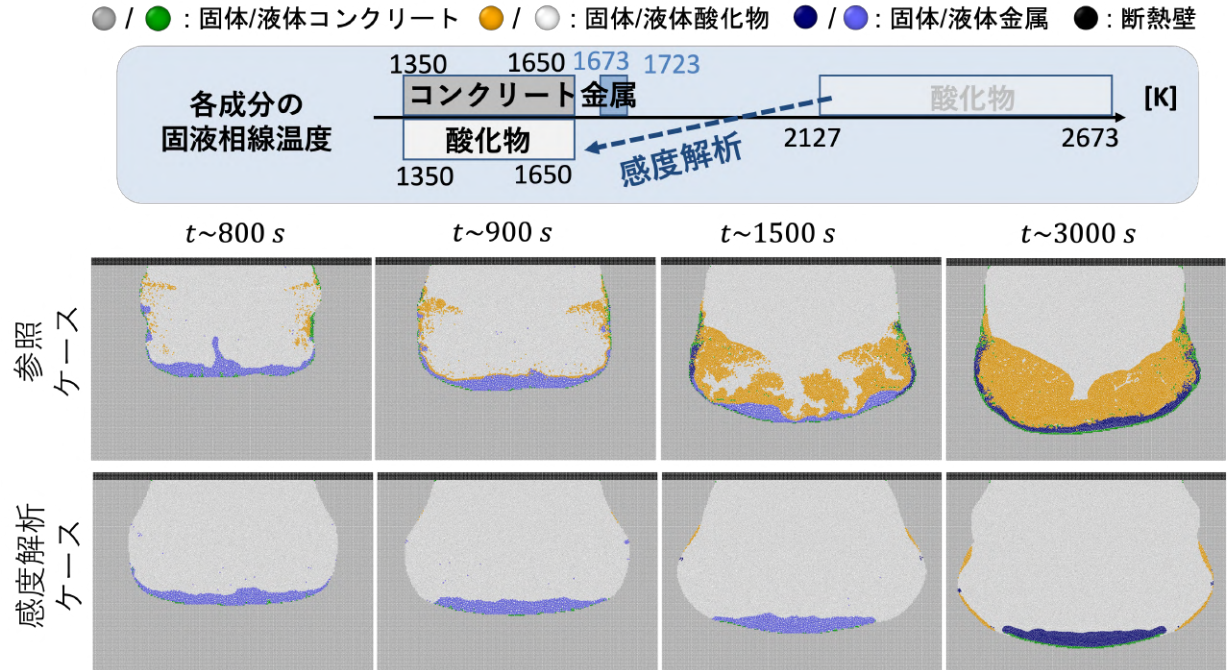 / : 固体/液体コンクリート / : 固体/液体酸化物 / : 固体/液体金属 : 断熱壁
1350 1650 1673 1723
各成分の
固液相線温度
コンクリート 金属 酸化物 [K]
酸化物 感度解析 2127 2673
1350 1650
t~800 s t~900 s t~1500 s t~3000 s
参照
ケース
感度解析
ケース